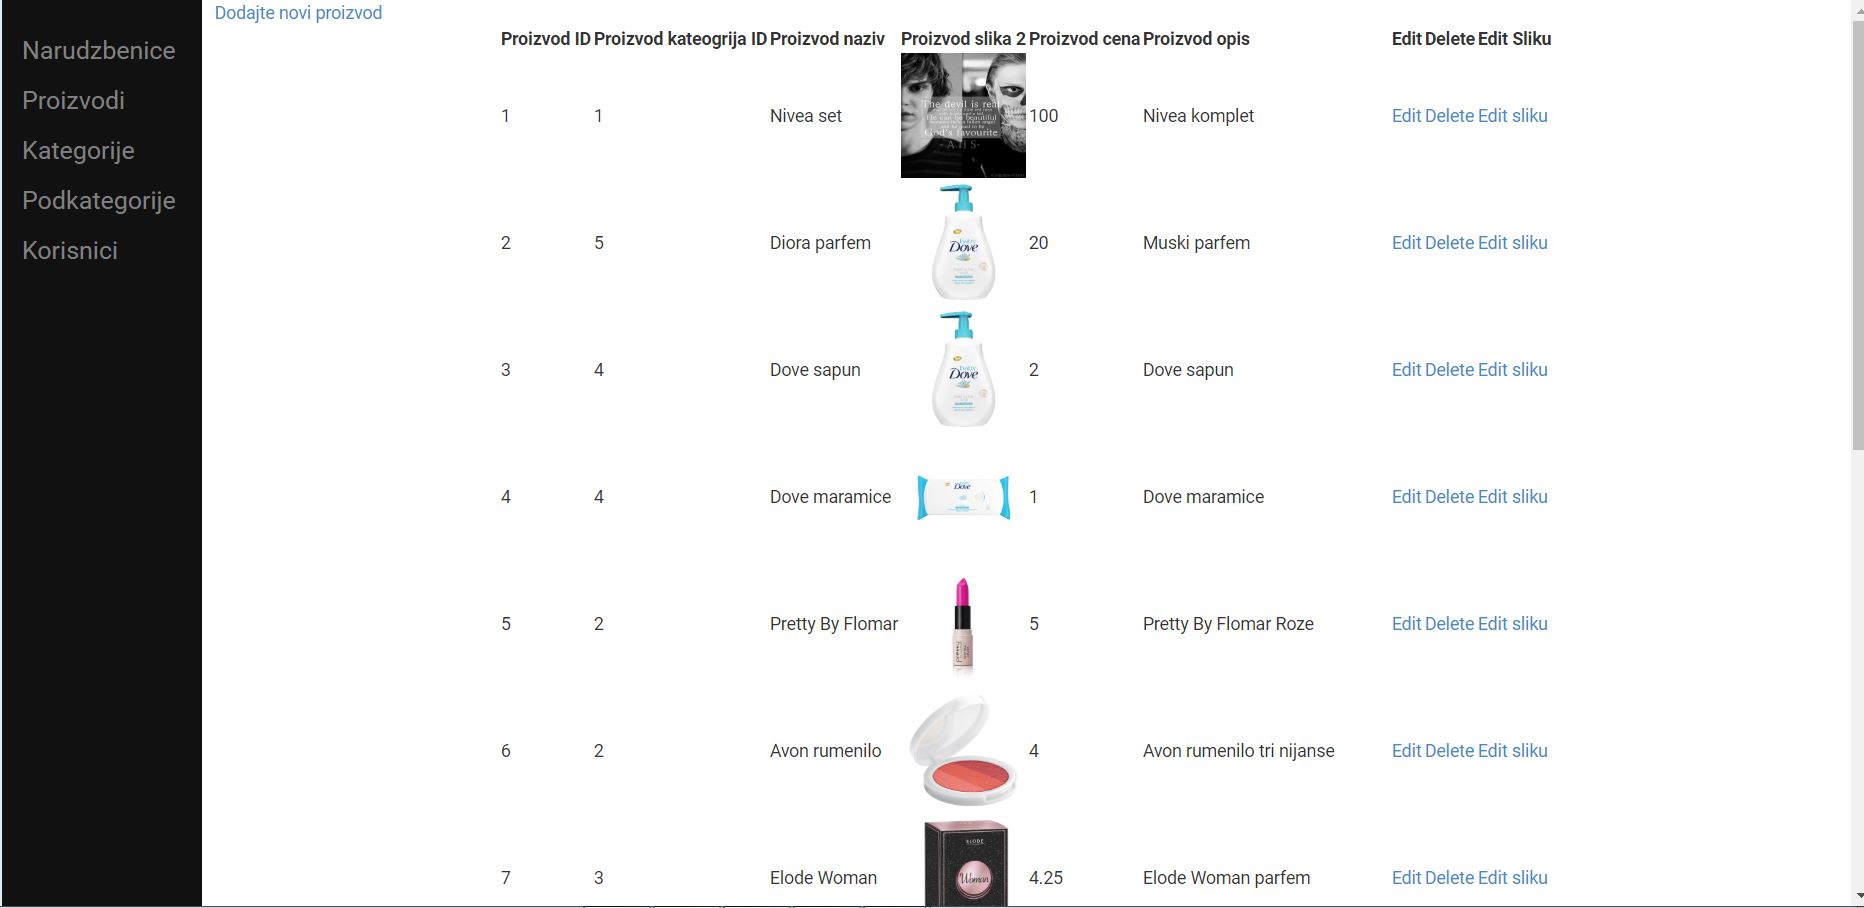 Dodajte novi proizvod
Narudzbenice
Proizvodi
Kategorije
Podkategorije
Korisnici
Proizvod ID Proizvod kateogrija ID Proizvod naziv Proizvod slika 2 Proizvod cena Proizvod opis Edit Delete Edit Sliku
The devil is real
He can be beautiful
God's favourite
-AHS-
1 1 Nivea set 100 Nivea komplet Edit Delete Edit sliku
baby
Dove
2 5 Diora parfem 20 Muski parfem Edit Delete Edit sliku
baby
Dove
3 4 Dove sapun 2 Dove sapun Edit Delete Edit sliku
Dove
4 4 Dove maramice 1 Dove maramice Edit Delete Edit sliku
5 2 Pretty By Flomar 5 Pretty By Flomar Roze Edit Delete Edit sliku
pretty
6 2 Avon rumenilo 4 Avon rumenilo tri nijanse Edit Delete Edit sliku
ELODE
Woman
7 3 Elode Woman 4.25 Elode Woman parfem Edit Delete Edit sliku